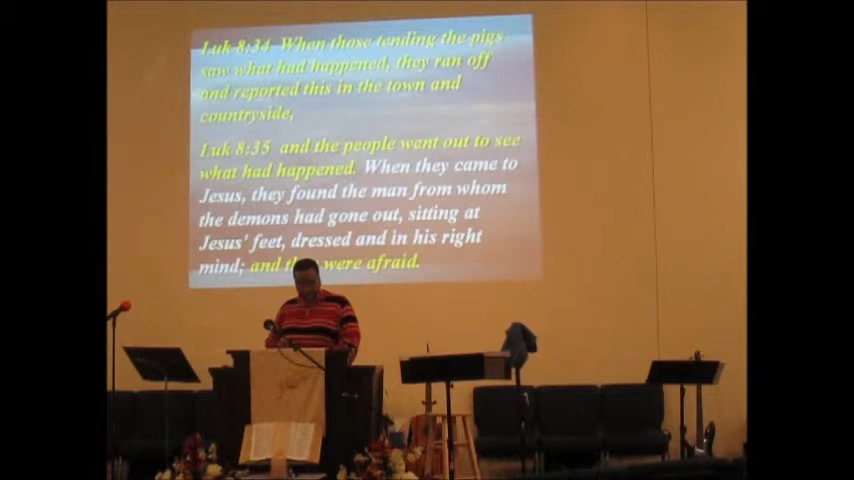 Luk 8:34 When those tending the pigs
saw what had happened, they ran off
and reported this in the town and
countryside,
Luk 8:35 and the people went out to see
what had happened. When they came to
Jesus, they found the man from whom
the demons had gone out, sitting at
Jesus' feet, dressed and in his right
mind; and they were afraid.